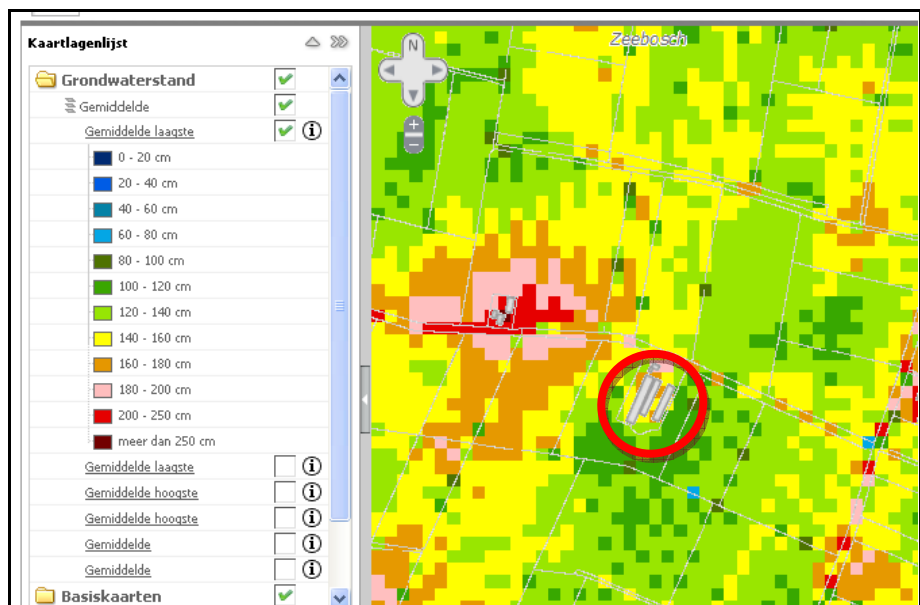 Kaartlagenlijst
Zeebosch
N
Grondwaterstand
Gemiddelde
Gemiddelde laagste
0 - 20 cm
20 - 40 cm
40 - 60 cm
60 - 80 cm
80 - 100 cm
100 - 120 cm
120 - 140 cm
140 - 160 cm
160 - 180 cm
180 - 200 cm
200 - 250 cm
meer dan 250 cm
Gemiddelde laagste
Gemiddelde hoogste
Gemiddelde hoogste
Gemiddelde
Gemiddelde
Basiskaarten